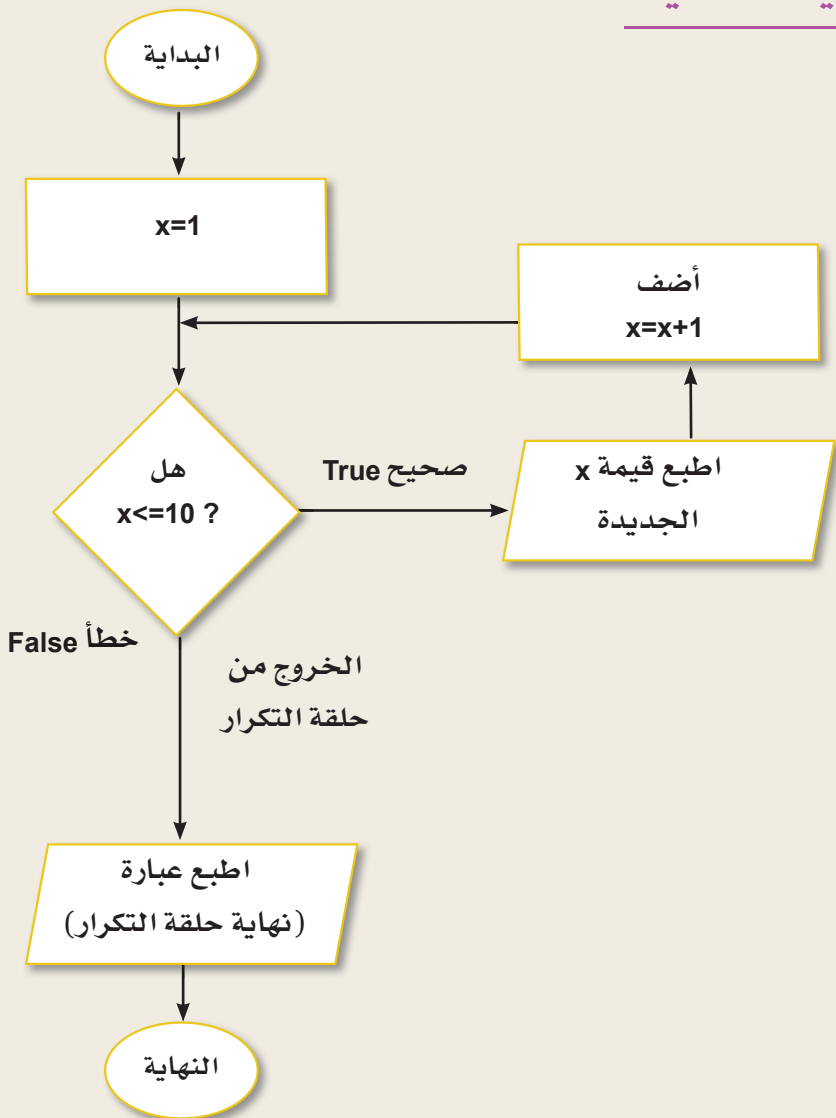 البداية
x=1
أضف
x=x+1
هل
x<=10 ?
صحيح True
اطبع قيمة x
الجديدة
خطأ False
الخروج من
حلقة التكرار
اطبع عبارة
(نهاية حلقة التكرار)
النهاية